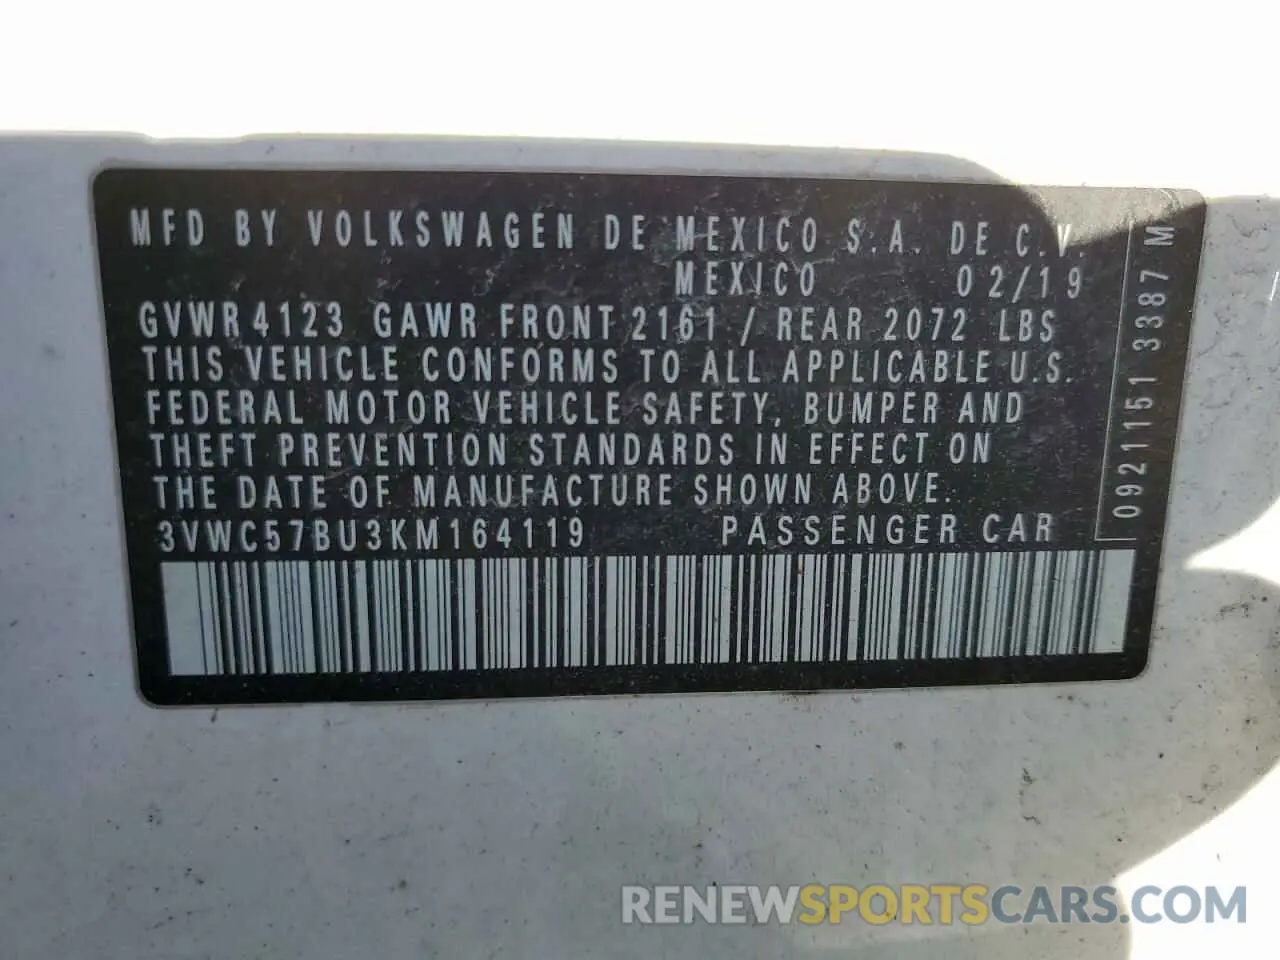 MFD BY VOLKSWAGEN DE MEXICO S.A. DE C.V.
MEXICO 02/19
GVWR 4123 GAWR FRONT 2161 / REAR 2072 LBS
THIS VEHICLE CONFORMS TO ALL APPLICABLE U.S.
FEDERAL MOTOR VEHICLE SAFETY, BUMPER AND
THEFT PREVENTION STANDARDS IN EFFECT ON
THE DATE OF MANUFACTURE SHOWN ABOVE.
3VWC57BU3KM164119 PASSENGER CAR
0921151 3387 M
RENEWSPORTSCARS.COM